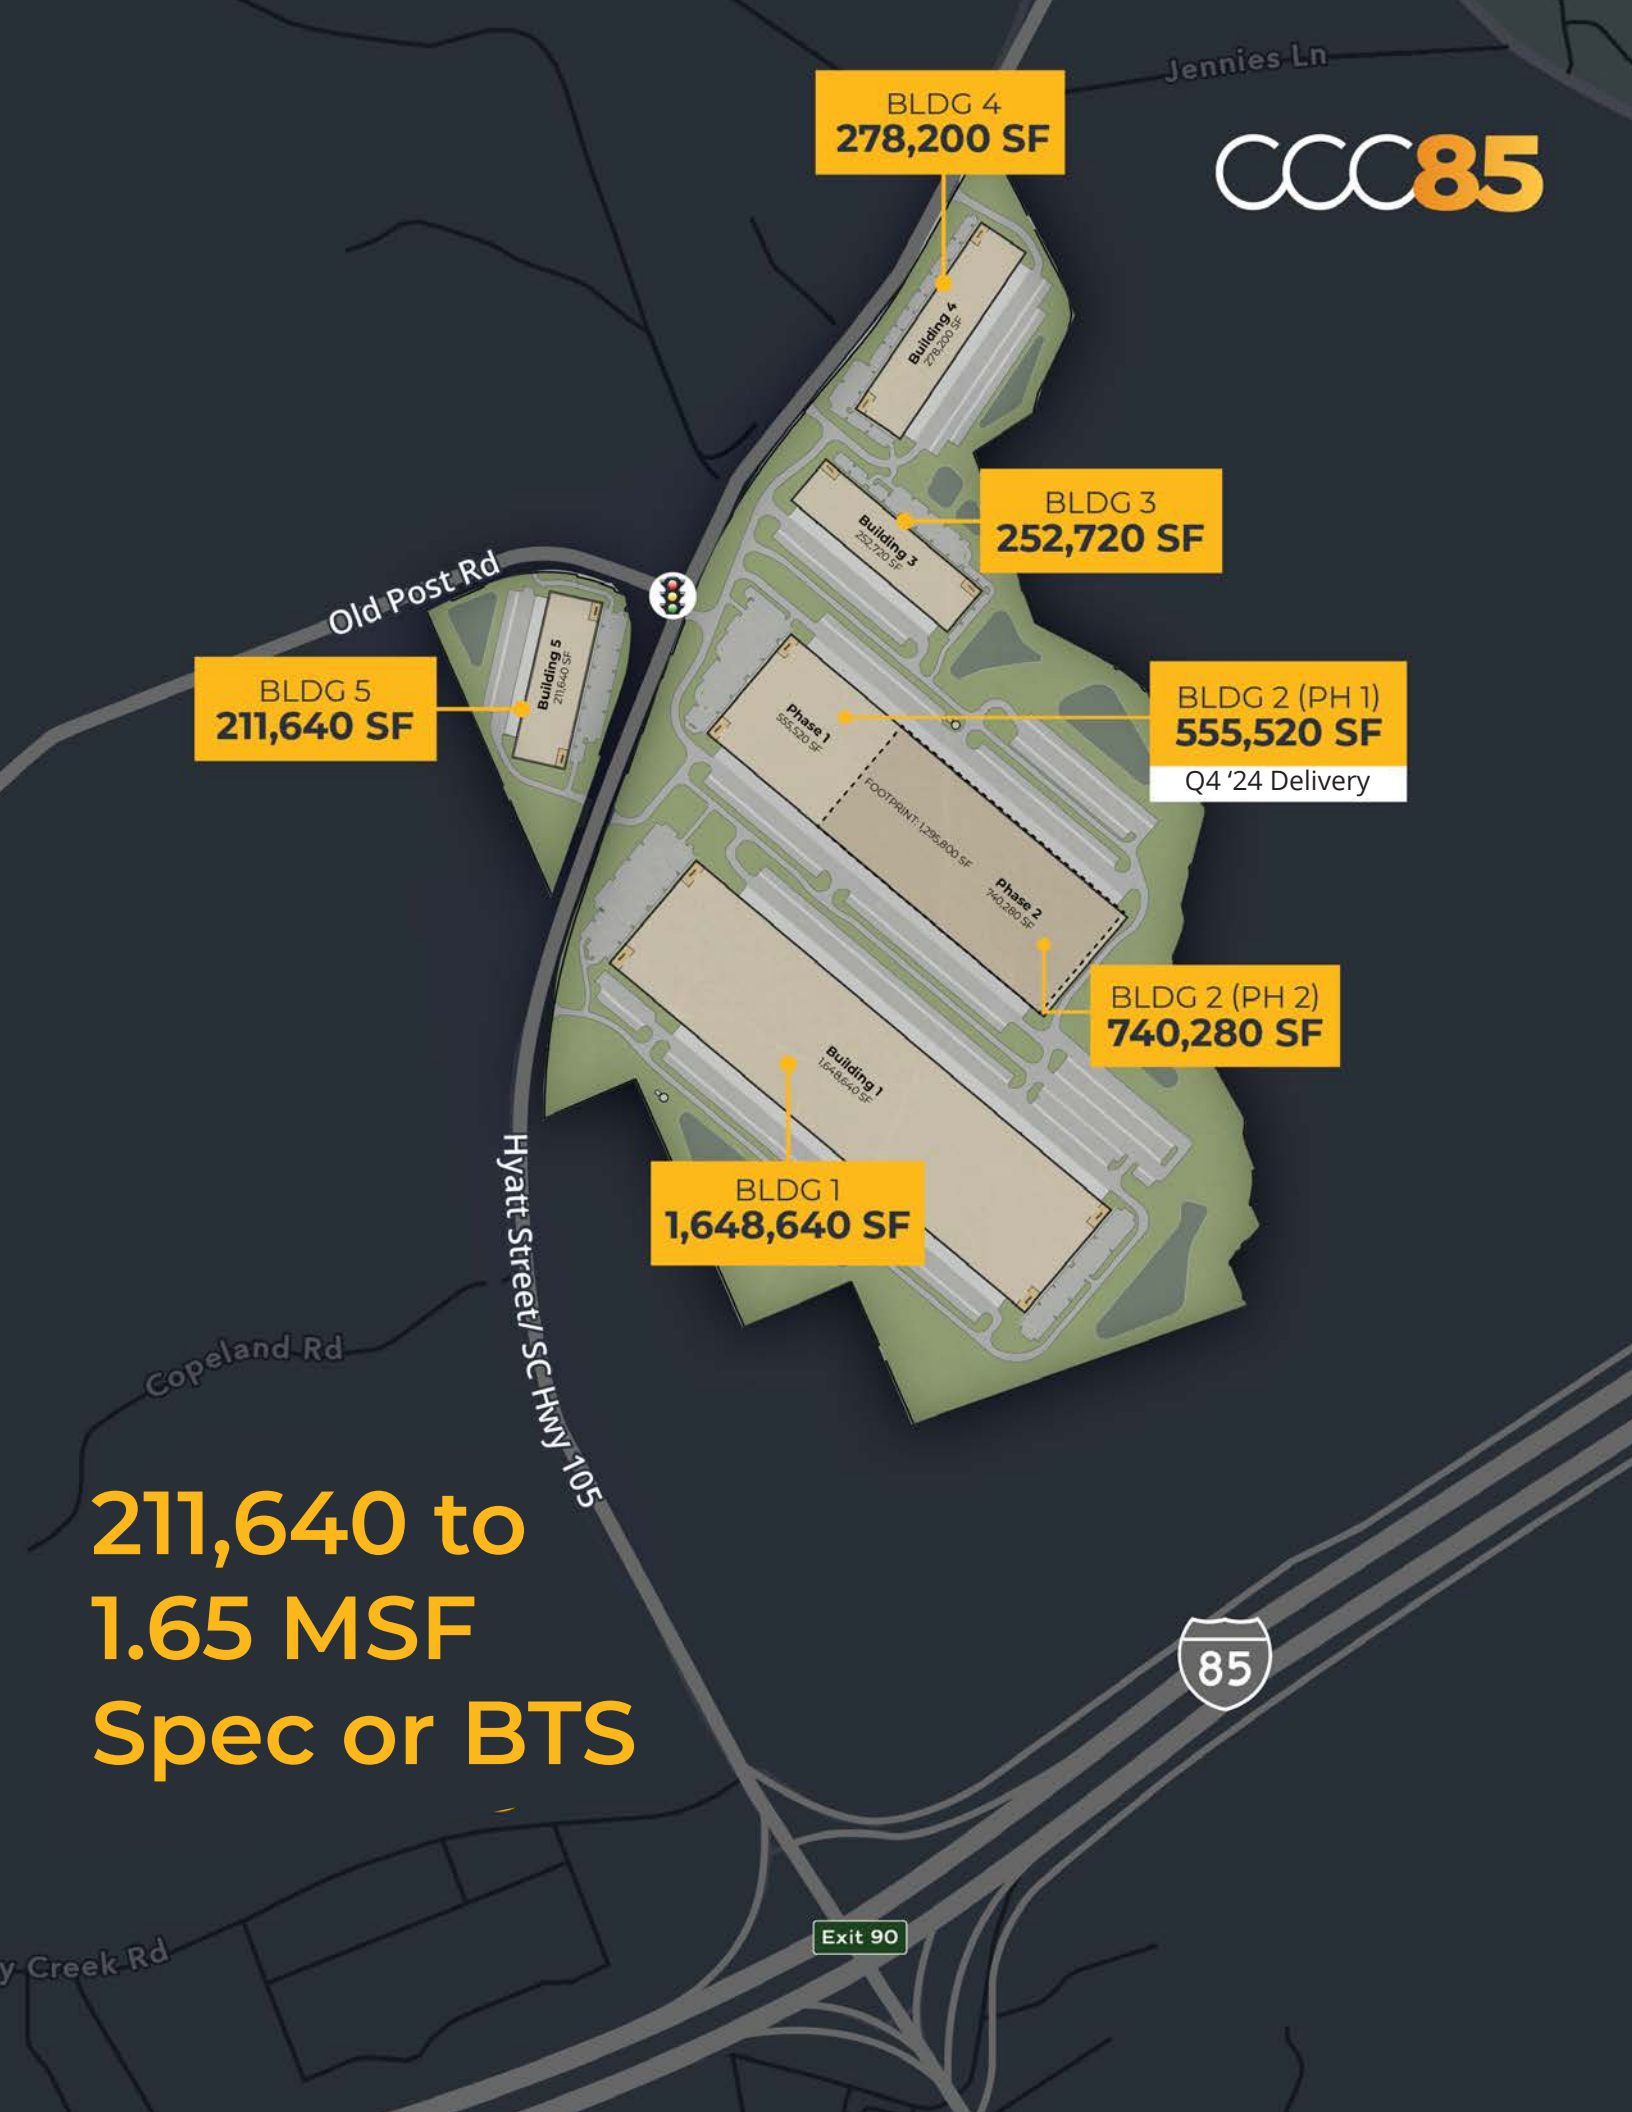 Jennies Ln
BLDG 4
278,200 SF
CCC85
Building 4
278,200 SF
BLDG 3
252,720 SF
Building 3
252,720 SF
Old Post Rd
Building 5
211,640 SF
BLDG 5
211,640 SF
BLDG 2 (PH 1)
555,520 SF
Q4 ‘24 Delivery
Phase 1
555,520 SF
FOOTPRINT: 1,295,800 SF
Phase 2
740,280 SF
BLDG 2 (PH 2)
740,280 SF
Building 1
1,648,640 SF
BLDG 1
1,648,640 SF
Hyatt Street/ SC Hwy 105
Copeland Rd
211,640 to
1.65 MSF
Spec or BTS
85
Exit 90
y Creek Rd